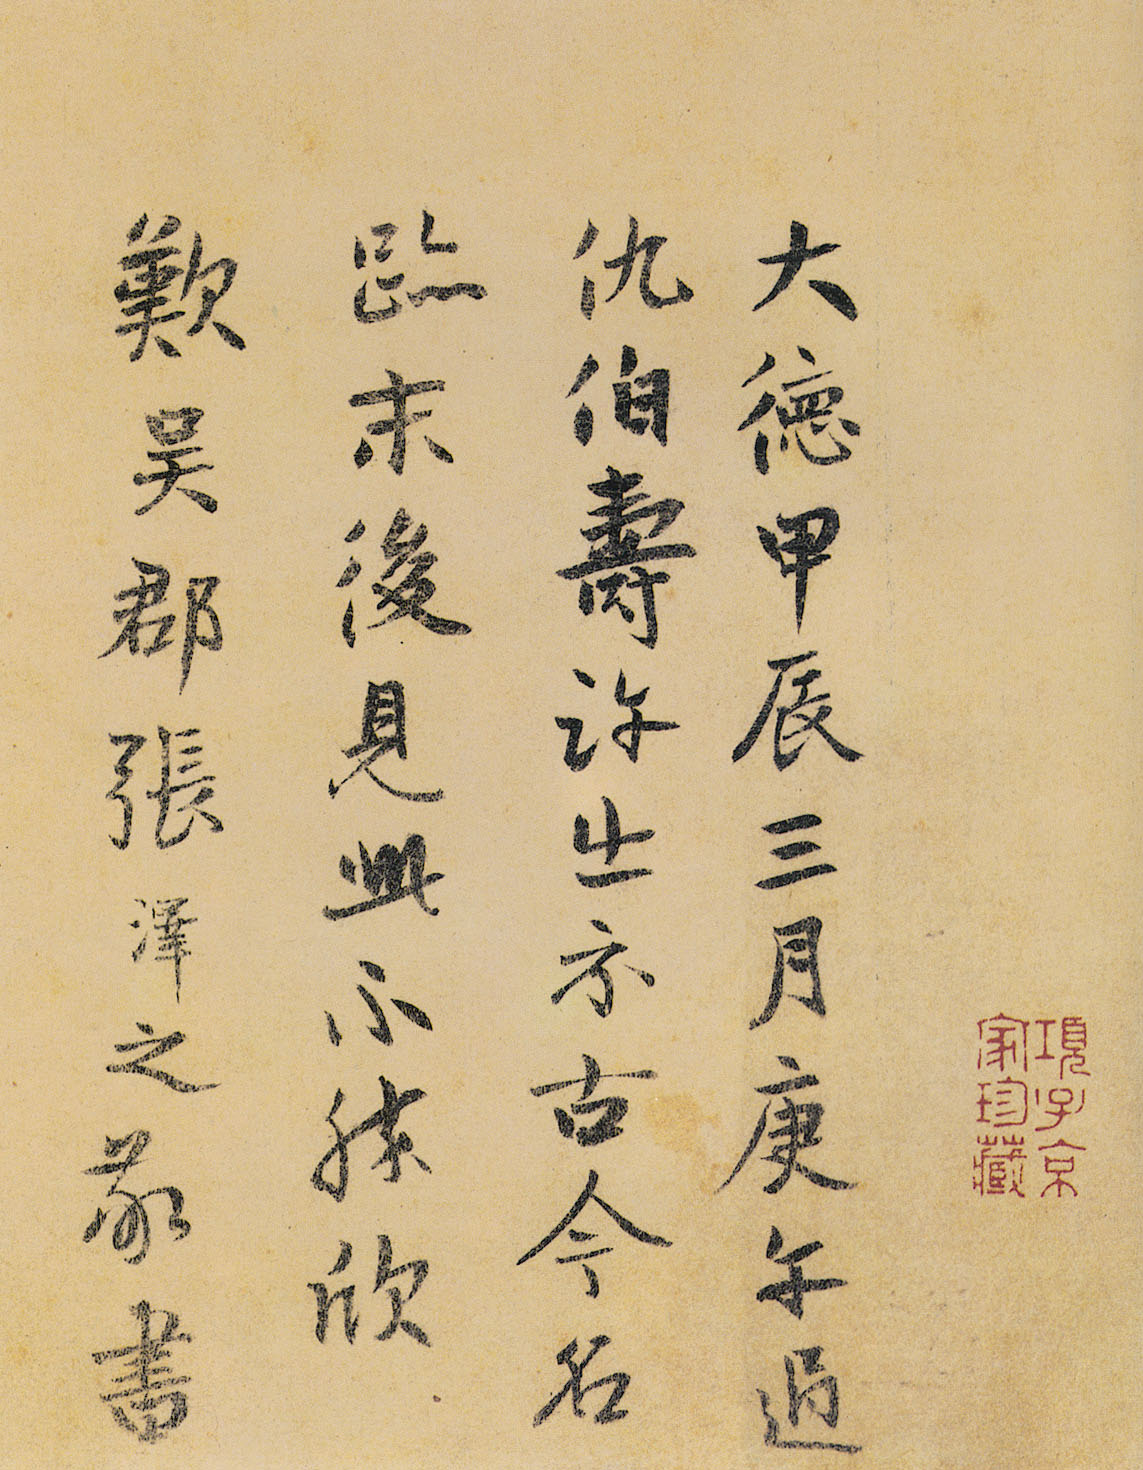 大德甲辰三月庚午過
仇伯壽許出示古今名
跡末後見此不勝欣
歎吴郡張澤之敬書
項子京
家珍藏